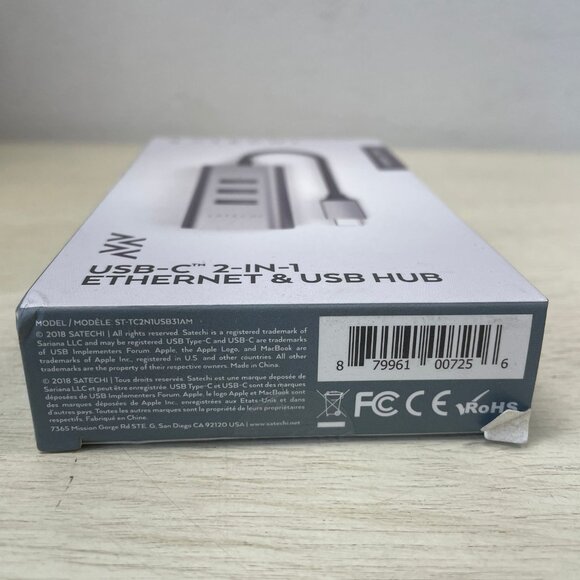 SATECHI
USB-C™ 2-IN-1
ETHERNET & USB HUB
MODEL / MODÈLE ST-TC2N1USB31AM
© 2018 SATECHI | All rights reserved. Satechi is a registered trademark of
Sariana LLC and may be registered. USB Type-C and USB-C are trademarks
of USB Implementers Forum. Apple, the Apple Logo, and MacBook are
trademarks of Apple Inc., registered in U.S and other countries. All other
trademarks are the property of their respective owners. Made in China.
© 2018 SATECHI | Tous droits réservés. Satechi est une marque déposée de
Sariana LLC et peut être enregistrée. USB Type-C et USB-C sont des marques
déposées de USB Implementers Forum. Apple, le logo Apple et MacBook sont
des marques déposées de Apple Inc., enregistrées aux Etats-Unis et dans
d'autres pays. Toutes les autres marques sont la propriété de leurs propriétaires
respectifs. Fabriqué en Chine.
7365 Mission Gorge Rd STE. G, San Diego CA 92120 USA | www.satechi.net
8 79961 00725 6
FC CE RoHS